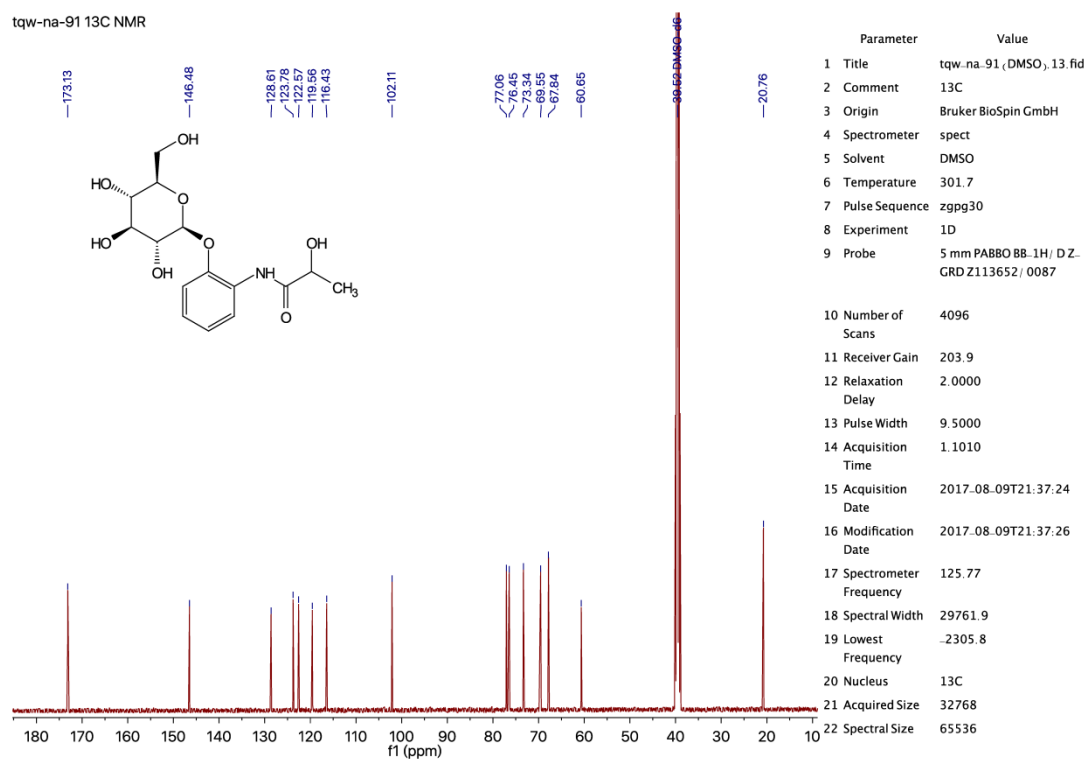 tqw-na-91 13C NMR
173.13
146.48
128.61
123.78
122.57
119.56
116.43
102.11
77.06
76.45
73.34
69.55
67.84
60.65
39.52 DMSO-d6
20.76
OH
HO
O
HO
OH
O
OH
NH
CH3
O
180 170 160 150 140 130 120 110 100 90 80 70 60 50 40 30 20 10
f1 (ppm)
Parameter Value
1 Title tqw-na-91 (DMSO).13.fid
2 Comment 13C
3 Origin Bruker BioSpin GmbH
4 Spectrometer spect
5 Solvent DMSO
6 Temperature 301.7
7 Pulse Sequence zgpg30
8 Experiment 1D
9 Probe 5 mm PABBO BB-1H/ D Z-
GRD Z113652/ 0087
10 Number of 4096
Scans
11 Receiver Gain 203.9
12 Relaxation 2.0000
Delay
13 Pulse Width 9.5000
14 Acquisition 1.1010
Time
15 Acquisition 2017-08-09T21:37:24
Date
16 Modification 2017-08-09T21:37:26
Date
17 Spectrometer 125.77
Frequency
18 Spectral Width 29761.9
19 Lowest -2305.8
Frequency
20 Nucleus 13C
21 Acquired Size 32768
22 Spectral Size 65536